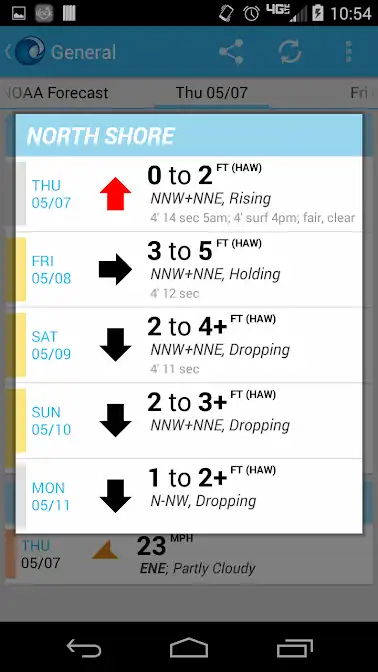 4G LTE 10:54
General
NOAA Forecast Thu 05/07 Fri
NORTH SHORE
THU 05/07
0 to 2 FT (HAW)
NNW+NNE, Rising
4' 14 sec 5am; 4' surf 4pm; fair, clear
FRI 05/08
3 to 5 FT (HAW)
NNW+NNE, Holding
4' 12 sec
SAT 05/09
2 to 4+ FT (HAW)
NNW+NNE, Dropping
4' 11 sec
SUN 05/10
2 to 3+ FT (HAW)
NNW+NNE, Dropping
MON 05/11
1 to 2+ FT (HAW)
N-NW, Dropping
THU 05/07
23 MPH
ENE; Partly Cloudy